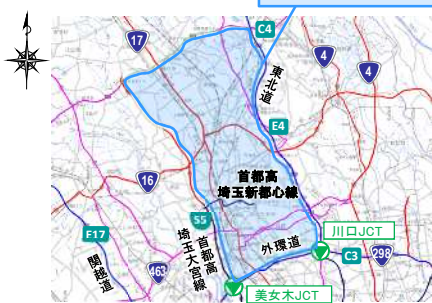 C4
17
4
4
東北道
E4
首都高
埼玉新都心線
16
55
E17
首都高
埼玉大宮線
川口JCT
外環道
関越道
463
C3
298
美女木JCT